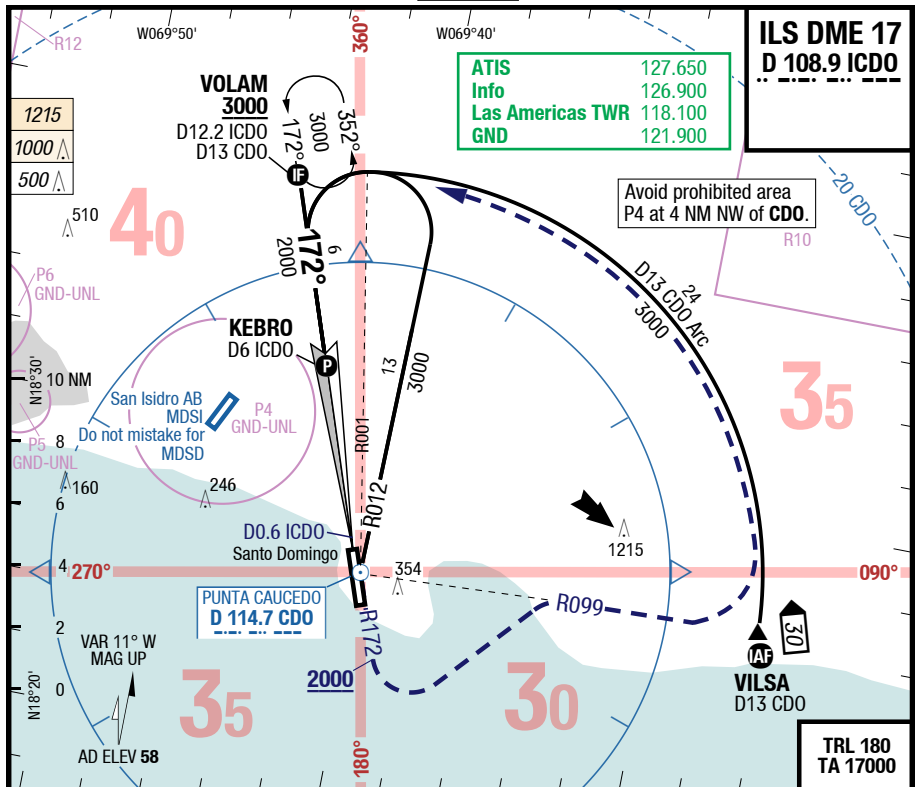 W069°50'
W069°40'
360°
R12
ILS DME 17
D 108.9 ICDO
ATIS 127.650
Info 126.900
Las Americas TWR 118.100
GND 121.900
VOLAM
3000
D12.2 ICDO
D13 CDO
IF
172°
3000
352°
1215
1000
500
510
40
Avoid prohibited area
P4 at 4 NM NW of CDO.
20 CDO
R10
P6
GND-UNL
172°
6
2000
24
D13 CDO Arc
3000
KEBRO
D6 ICDO
P
13
3000
35
N18°30'
10 NM
San Isidro AB
MDSI
Do not mistake for
MDSD
P4
GND-UNL
P5
GND-UNL
8
R001
160
246
6
R012
D0.6 ICDO
Santo Domingo
1215
4
270°
354
090°
PUNTA CAUCEDO
D 114.7 CDO
R099
R172
30
2
VAR 11° W
MAG UP
IAF
VILSA
D13 CDO
N18°20'
0
2000
35
30
AD ELEV 58
180°
TRL 180
TA 17000